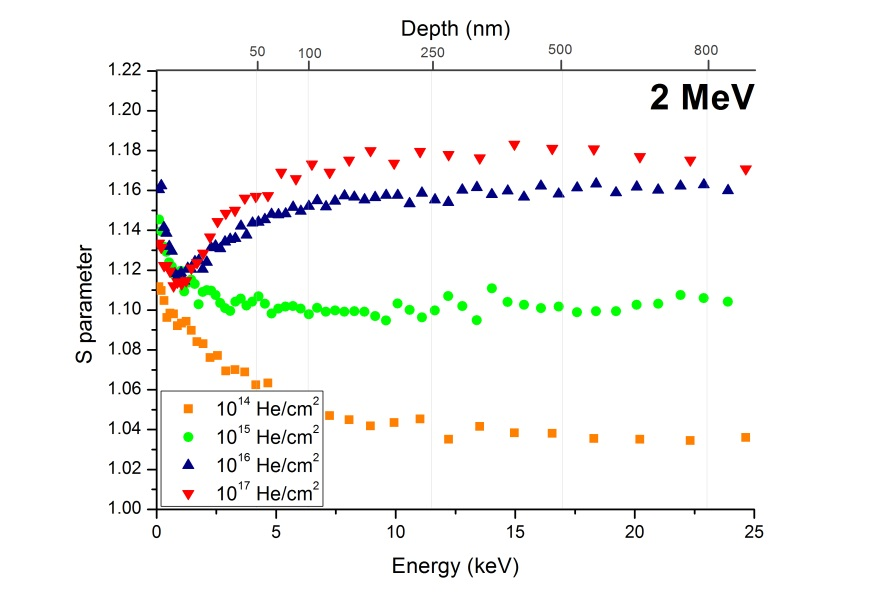 Depth (nm)
50 100 250 500 800
2 MeV
1.22
1.20
1.18
1.16
1.14
1.12
1.10
1.08
1.06
1.04
1.02
1.00
S parameter
10¹⁴ He/cm²
10¹⁵ He/cm²
10¹⁶ He/cm²
10¹⁷ He/cm²
0 5 10 15 20 25
Energy (keV)